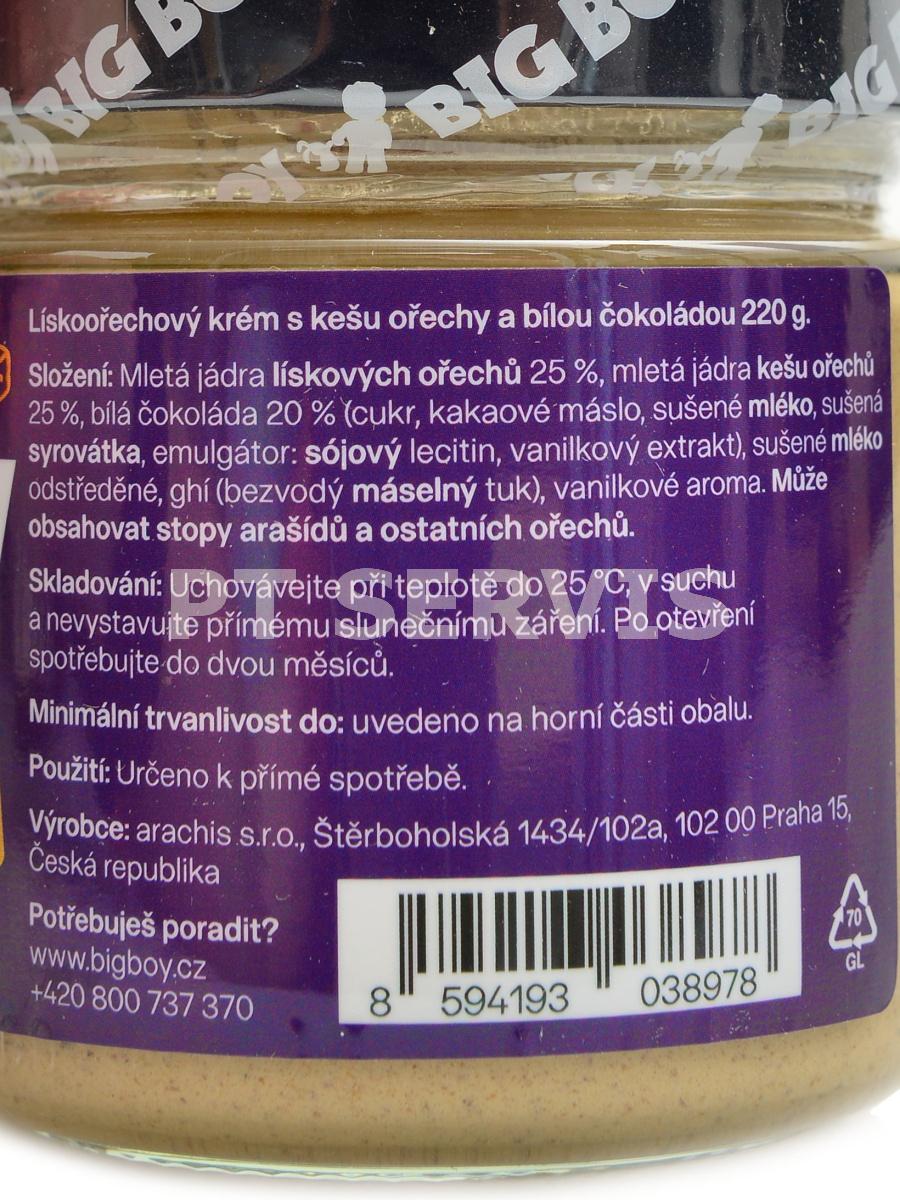 BIG BO
BIG BOY
BIG
OY
Lískoořechový krém s kešu ořechy a bílou čokoládou 220 g.
Složení: Mletá jádra lískových ořechů 25 %, mletá jádra kešu ořechů
25 %, bílá čokoláda 20 % (cukr, kakaové máslo, sušené mléko, sušená
syrovátka, emulgátor: sójový lecitin, vanilkový extrakt), sušené mléko
odstředěné, ghí (bezvodý máselný tuk), vanilkové aroma. Může
obsahovat stopy arašídů a ostatních ořechů.
Skladování: Uchovávejte při teplotě do 25 °C, v suchu
PT SERVIS
a nevystavujte přímému slunečnímu záření. Po otevření
spotřebujte do dvou měsíců.
Minimální trvanlivost do: uvedeno na horní části obalu.
Použití: Určeno k přímé spotřebě.
Výrobce: arachis s.r.o., Štěrboholská 1434/102a, 102 00 Praha 15,
Česká republika
Potřebuješ poradit?
www.bigboy.cz
+420 800 737 370
8 594193 038978
70
GL